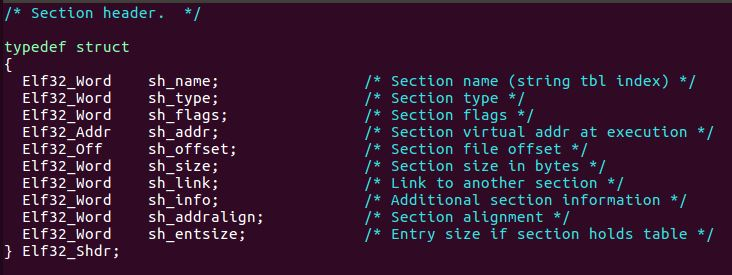 /* Section header.  */
typedef struct
{
  Elf32_Word    sh_name;                /* Section name (string tbl index) */
  Elf32_Word    sh_type;                /* Section type */
  Elf32_Word    sh_flags;               /* Section flags */
  Elf32_Addr    sh_addr;                /* Section virtual addr at execution */
  Elf32_Off     sh_offset;              /* Section file offset */
  Elf32_Word    sh_size;                /* Section size in bytes */
  Elf32_Word    sh_link;                /* Link to another section */
  Elf32_Word    sh_info;                /* Additional section information */
  Elf32_Word    sh_addralign;           /* Section alignment */
  Elf32_Word    sh_entsize;             /* Entry size if section holds table */
} Elf32_Shdr;